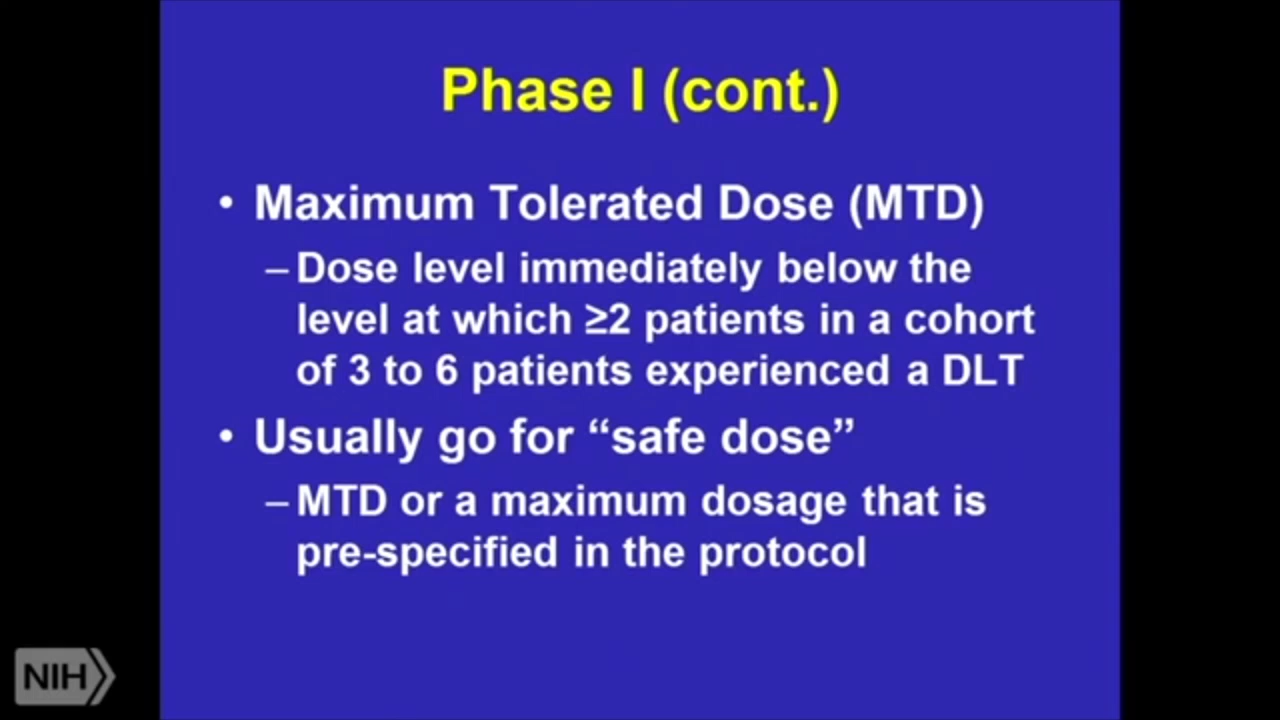 Phase I (cont.)
• Maximum Tolerated Dose (MTD)
– Dose level immediately below the
level at which ≥2 patients in a cohort
of 3 to 6 patients experienced a DLT
• Usually go for “safe dose”
– MTD or a maximum dosage that is
pre-specified in the protocol
NIH